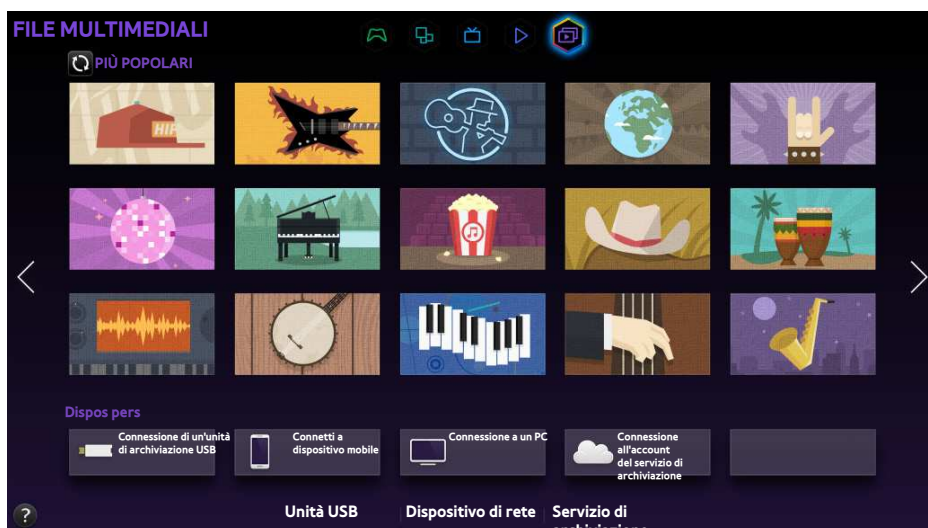 FILE MULTIMEDIALI
PIÙ POPOLARI
HIP
Dispos pers
Connessione di un'unità
di archiviazione USB
Connetti a
dispositivo mobile
Connessione a un PC
Connessione
all'account
del servizio di
archiviazione
?
Unità USB
Dispositivo di rete
Servizio di
archiviazione